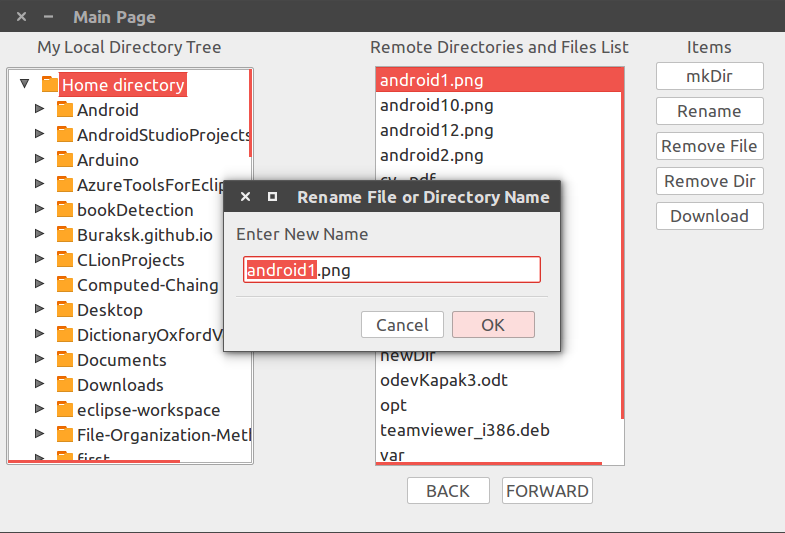 Main Page
My Local Directory Tree
Home directory
Android
AndroidStudioProjects
Arduino
AzureToolsForEclip
bookDetection
Buraksk.github.io
CLionProjects
Computed-Chaing
Desktop
DictionaryOxfordV
Documents
Downloads
eclipse-workspace
File-Organization-Met
first
Remote Directories and Files List
android1.png
android10.png
android12.png
android2.png
newDir
odevKapak3.odt
opt
teamviewer_i386.deb
var
BACK
FORWARD
Items
mkDir
Rename
Remove File
Remove Dir
Download
Rename File or Directory Name
Enter New Name
android1.png
Cancel
OK